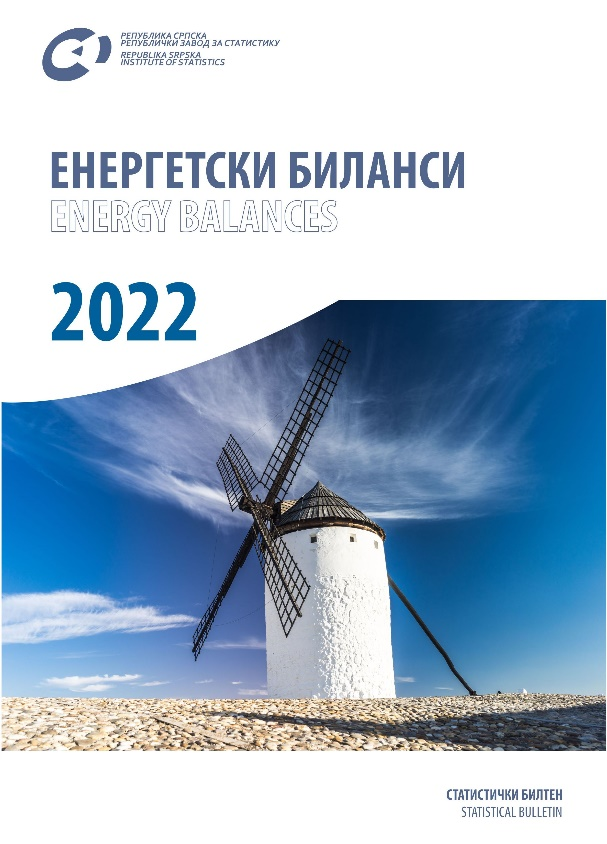 РЕПУБЛИКА СРПСКА
РЕПУБЛИЧКИ ЗАВОД ЗА СТАТИСТИКУ
REPUBLIKA SRPSKA
INSTITUTE OF STATISTICS
ЕНЕРГЕТСКИ БИЛАНСИ
ENERGY BALANCES
2022
СТАТИСТИЧКИ БИЛТЕН
STATISTICAL BULLETIN